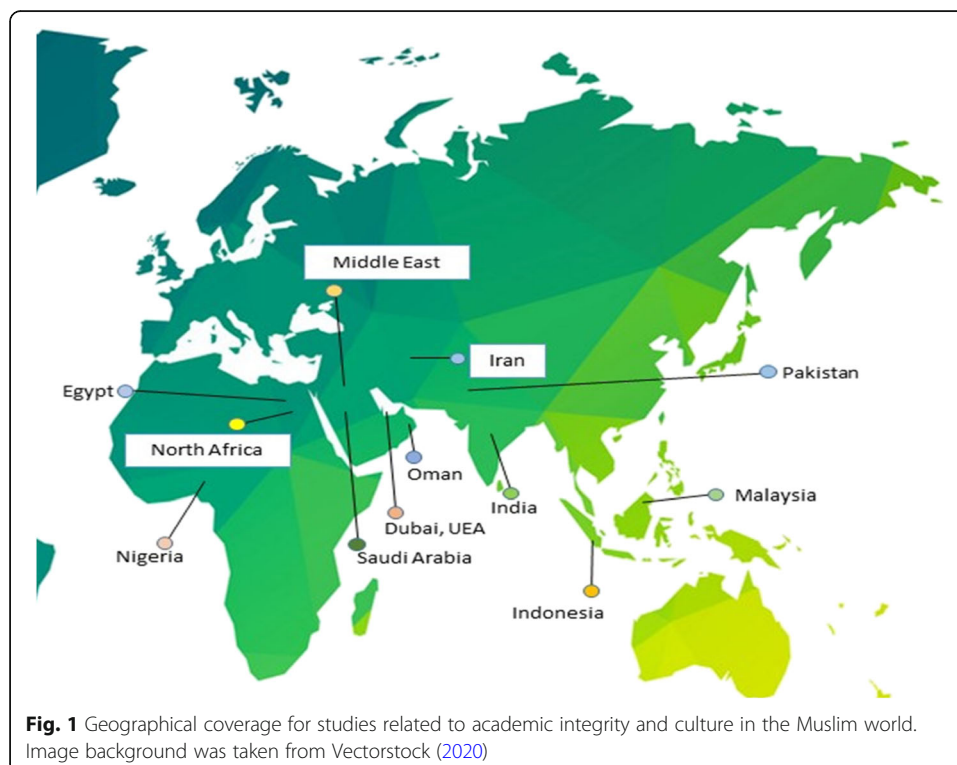 Middle East
Iran
Egypt
Pakistan
North Africa
Oman
India
Malaysia
Dubai, UEA
Nigeria
Saudi Arabia
Indonesia
Fig. 1 Geographical coverage for studies related to academic integrity and culture in the Muslim world.
Image background was taken from Vectorstock (2020)